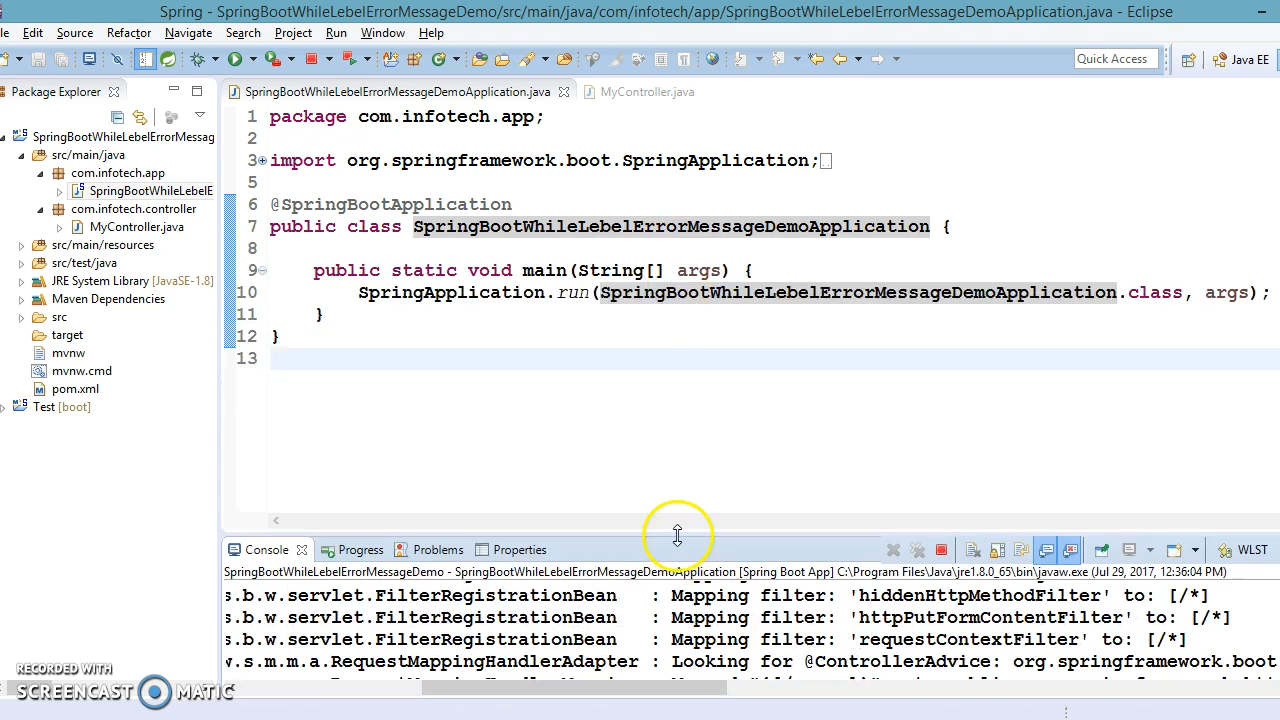 Spring - SpringBootWhileLebelErrorMessageDemo/src/main/java/com/infotech/app/SpringBootWhileLebelErrorMessageDemoApplication.java - Eclipse
le Edit Source Refactor Navigate Search Project Run Window Help
Quick Access
Java EE
Package Explorer
SpringBootWhileLebelErrorMessageDemoApplication.java
MyController.java
SpringBootWhileLebelErrorMessag
src/main/java
com.infotech.app
SpringBootWhileLebelE
com.infotech.controller
MyController.java
src/main/resources
src/test/java
JRE System Library [JavaSE-1.8]
Maven Dependencies
src
target
mvnw
mvnw.cmd
pom.xml
Test [boot]
1 package com.infotech.app;
2
3 import org.springframework.boot.SpringApplication;
5
6 @SpringBootApplication
7 public class SpringBootWhileLebelErrorMessageDemoApplication {
8
9 public static void main(String[] args) {
10 SpringApplication.run(SpringBootWhileLebelErrorMessageDemoApplication.class, args);
11 }
12 }
13
Console Progress Problems Properties
WLST
SpringBootWhileLebelErrorMessageDemo - SpringBootWhileLebelErrorMessageDemoApplication [Spring Boot App] C:\Program Files\Java\jre1.8.0_65\bin\javaw.exe (Jul 29, 2017, 12:36:04 PM)
s.b.w.servlet.FilterRegistrationBean : Mapping filter: 'hiddenHttpMethodFilter' to: [/*]
s.b.w.servlet.FilterRegistrationBean : Mapping filter: 'httpPutFormContentFilter' to: [/*]
s.b.w.servlet.FilterRegistrationBean : Mapping filter: 'requestContextFilter' to: [/*]
w.s.m.m.a.RequestMappingHandlerAdapter : Looking for @ControllerAdvice: org.springframework.boot
RECORDED WITH
SCREENCAST MATIC